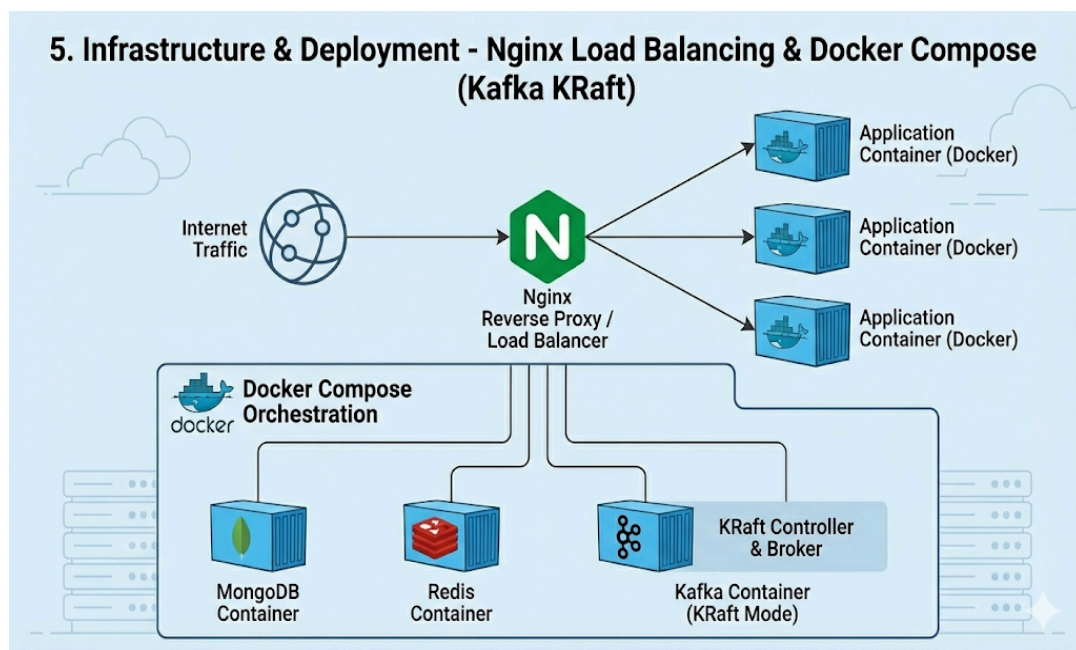 5. Infrastructure & Deployment - Nginx Load Balancing & Docker Compose
(Kafka KRaft)
Internet
Traffic
N
Nginx
Reverse Proxy /
Load Balancer
Application
Container (Docker)
Application
Container (Docker)
Application
Container (Docker)
docker
Docker Compose
Orchestration
MongoDB
Container
Redis
Container
KRaft Controller
& Broker
Kafka Container
(KRaft Mode)